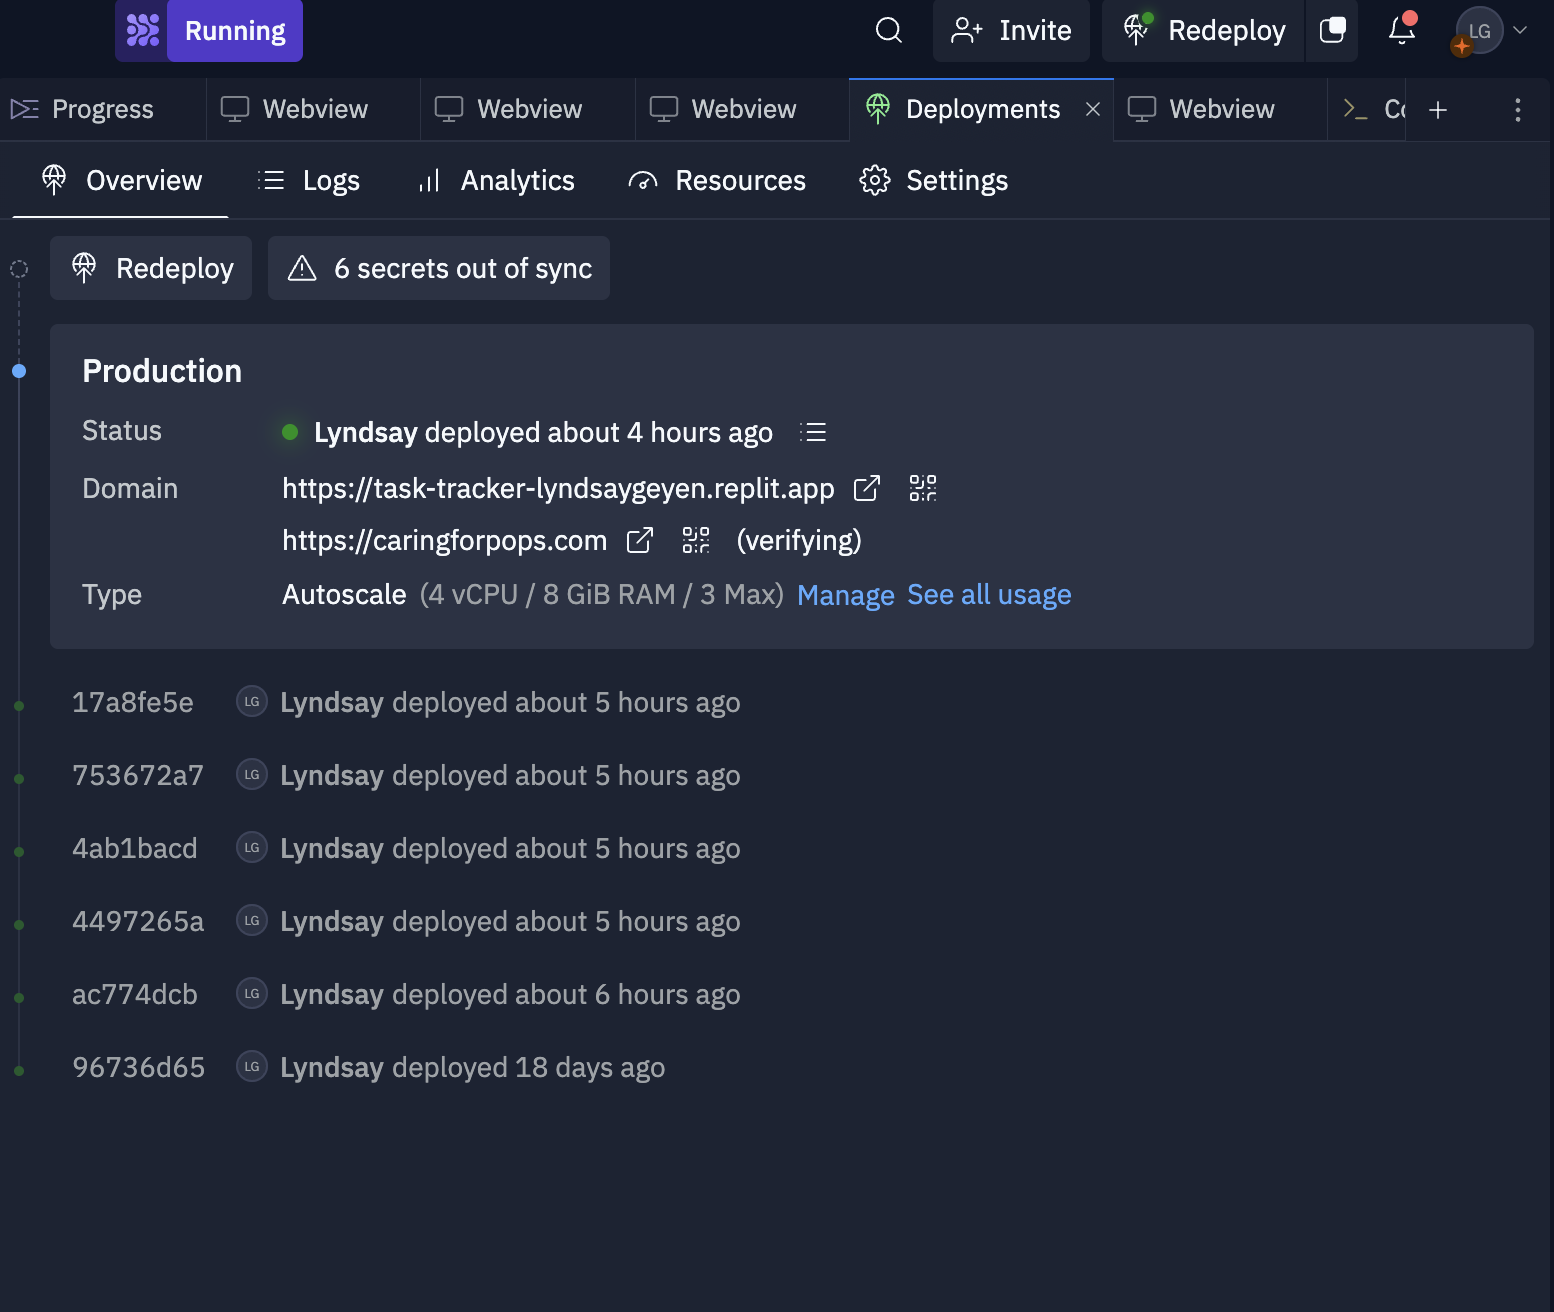 Running
Invite
Redeploy
LG
Progress
Webview
Webview
Webview
Deployments
Webview
Overview
Logs
Analytics
Resources
Settings
Redeploy
6 secrets out of sync
Production
Status
Lyndsay deployed about 4 hours ago
Domain
https://task-tracker-lyndsaygeyen.replit.app
https://caringforpops.com (verifying)
Type
Autoscale (4 vCPU / 8 GiB RAM / 3 Max) Manage See all usage
17a8fe5e LG Lyndsay deployed about 5 hours ago
753672a7 LG Lyndsay deployed about 5 hours ago
4ab1bacd LG Lyndsay deployed about 5 hours ago
4497265a LG Lyndsay deployed about 5 hours ago
ac774dcb LG Lyndsay deployed about 6 hours ago
96736d65 LG Lyndsay deployed 18 days ago